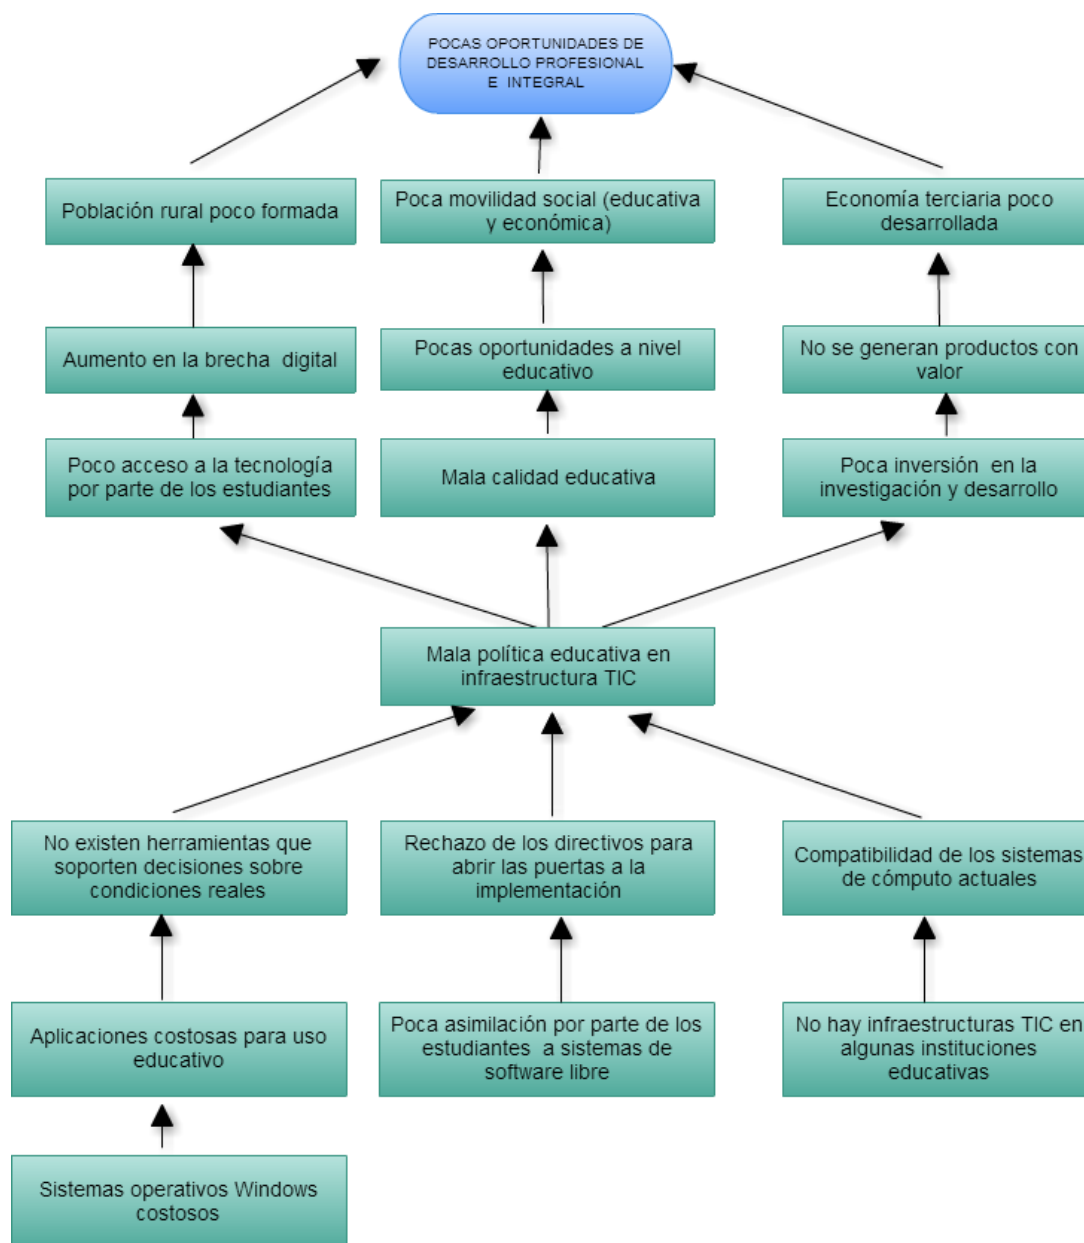 POCAS OPORTUNIDADES DE
DESARROLLO PROFESIONAL
E INTEGRAL
Población rural poco formada
Poca movilidad social (educativa
y económica)
Economía terciaria poco
desarrollada
Aumento en la brecha digital
Pocas oportunidades a nivel
educativo
No se generan productos con
valor
Poco acceso a la tecnología
por parte de los estudiantes
Mala calidad educativa
Poca inversión en la
investigación y desarrollo
Mala política educativa en
infraestructura TIC
No existen herramientas que
soporten decisiones sobre
condiciones reales
Rechazo de los directivos para
abrir las puertas a la
implementación
Compatibilidad de los sistemas
de cómputo actuales
Aplicaciones costosas para uso
educativo
Poca asimilación por parte de los
estudiantes a sistemas de
software libre
No hay infraestructuras TIC en
algunas instituciones
educativas
Sistemas operativos Windows
costosos